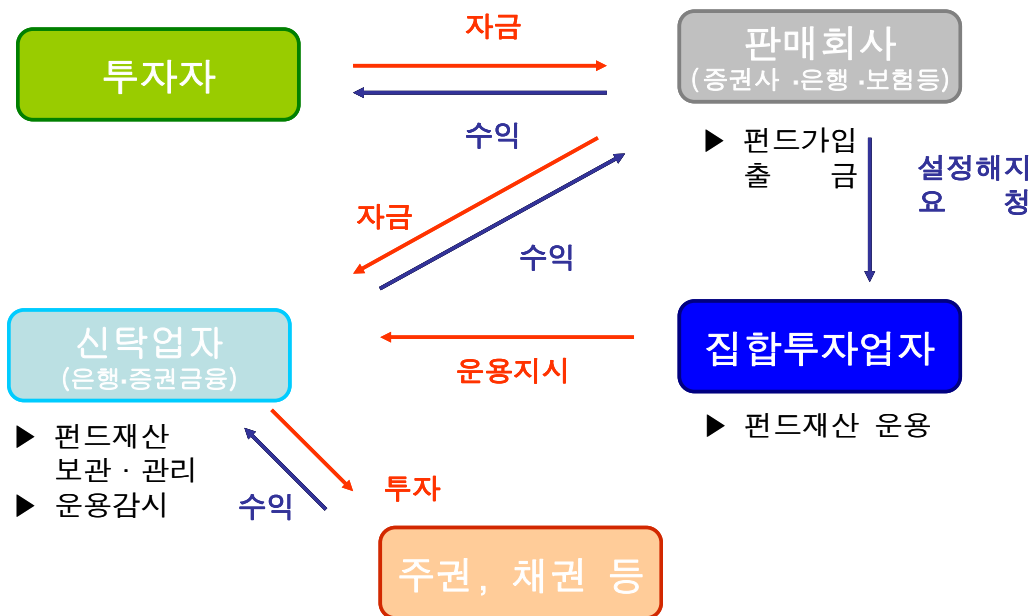 자금
투자자
판매회사
(증권사 ·은행 ·보험등)
수익
▶ 펀드가입
출 금
설정해지
요 청
자금
수익
신탁업자
(은행·증권금융)
운용지시
집합투자업자
▶ 펀드재산
보관 · 관리
▶ 운용감시
▶ 펀드재산 운용
수익
투자
주권, 채권 등